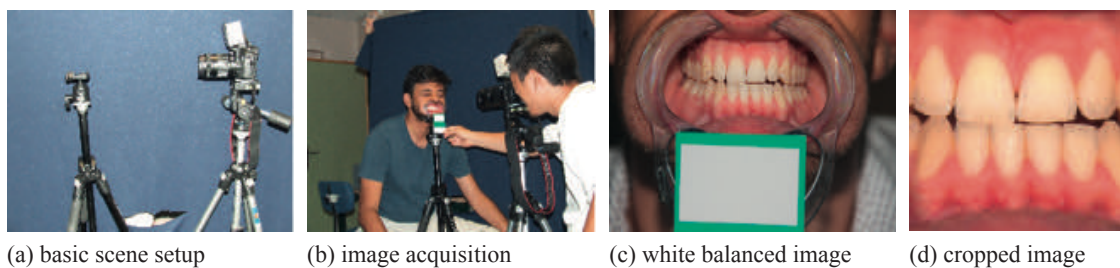 (a) basic scene setup
(b) image acquisition
(c) white balanced image
(d) cropped image